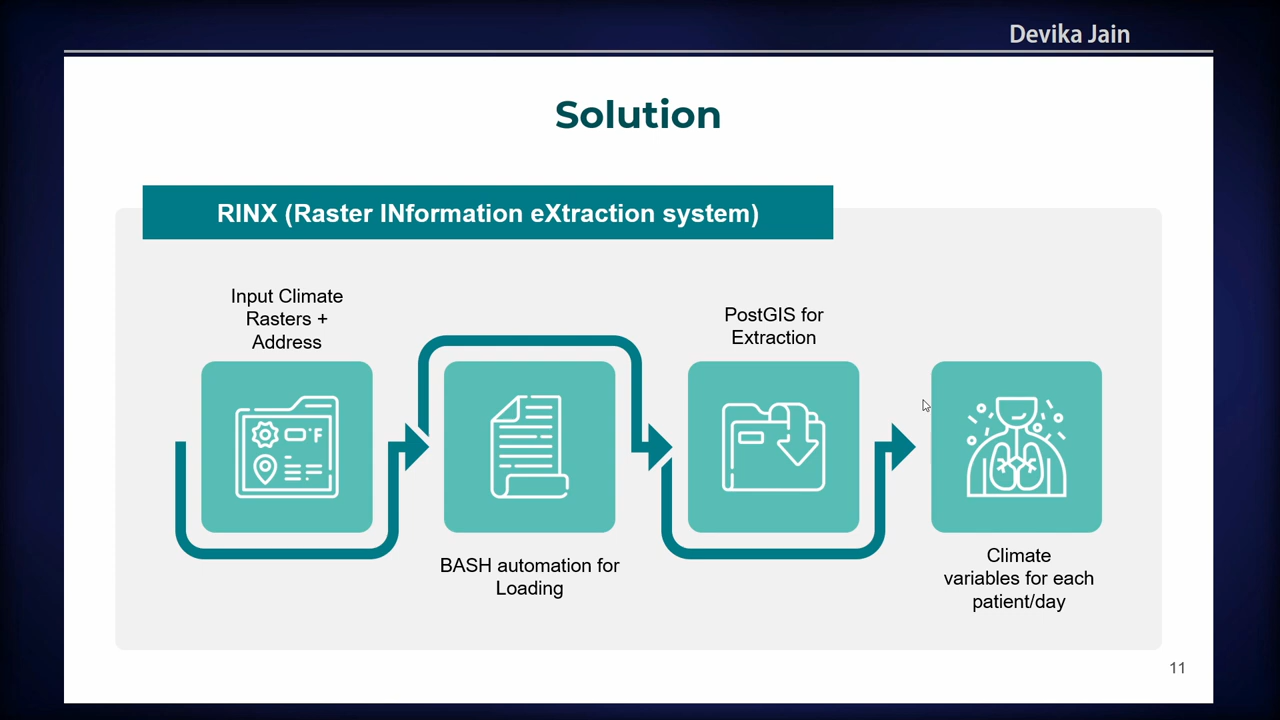 Devika Jain
Solution
RINX (Raster INformation eXtraction system)
Input Climate
Rasters +
Address
°F
BASH automation for
Loading
PostGIS for
Extraction
Climate
variables for each
patient/day
11